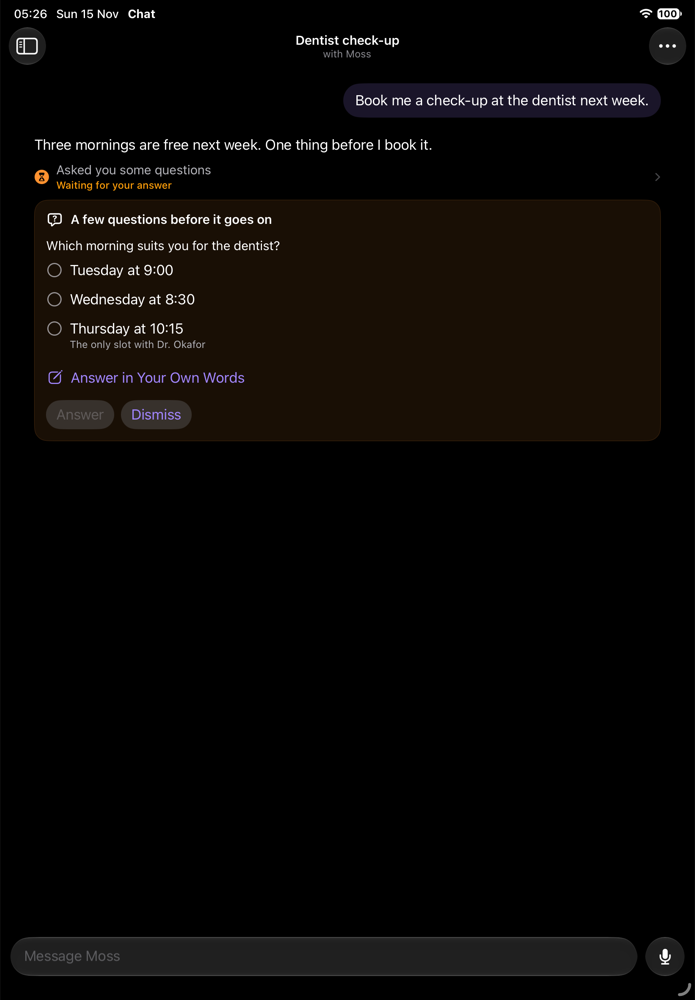 05:26 Sun 15 Nov Chat 100
Dentist check-up
with Moss
Book me a check-up at the dentist next week.
Three mornings are free next week. One thing before I book it.
Asked you some questions
Waiting for your answer
A few questions before it goes on
Which morning suits you for the dentist?
Tuesday at 9:00
Wednesday at 8:30
Thursday at 10:15
The only slot with Dr. Okafor
Answer in Your Own Words
Answer Dismiss
Message Moss